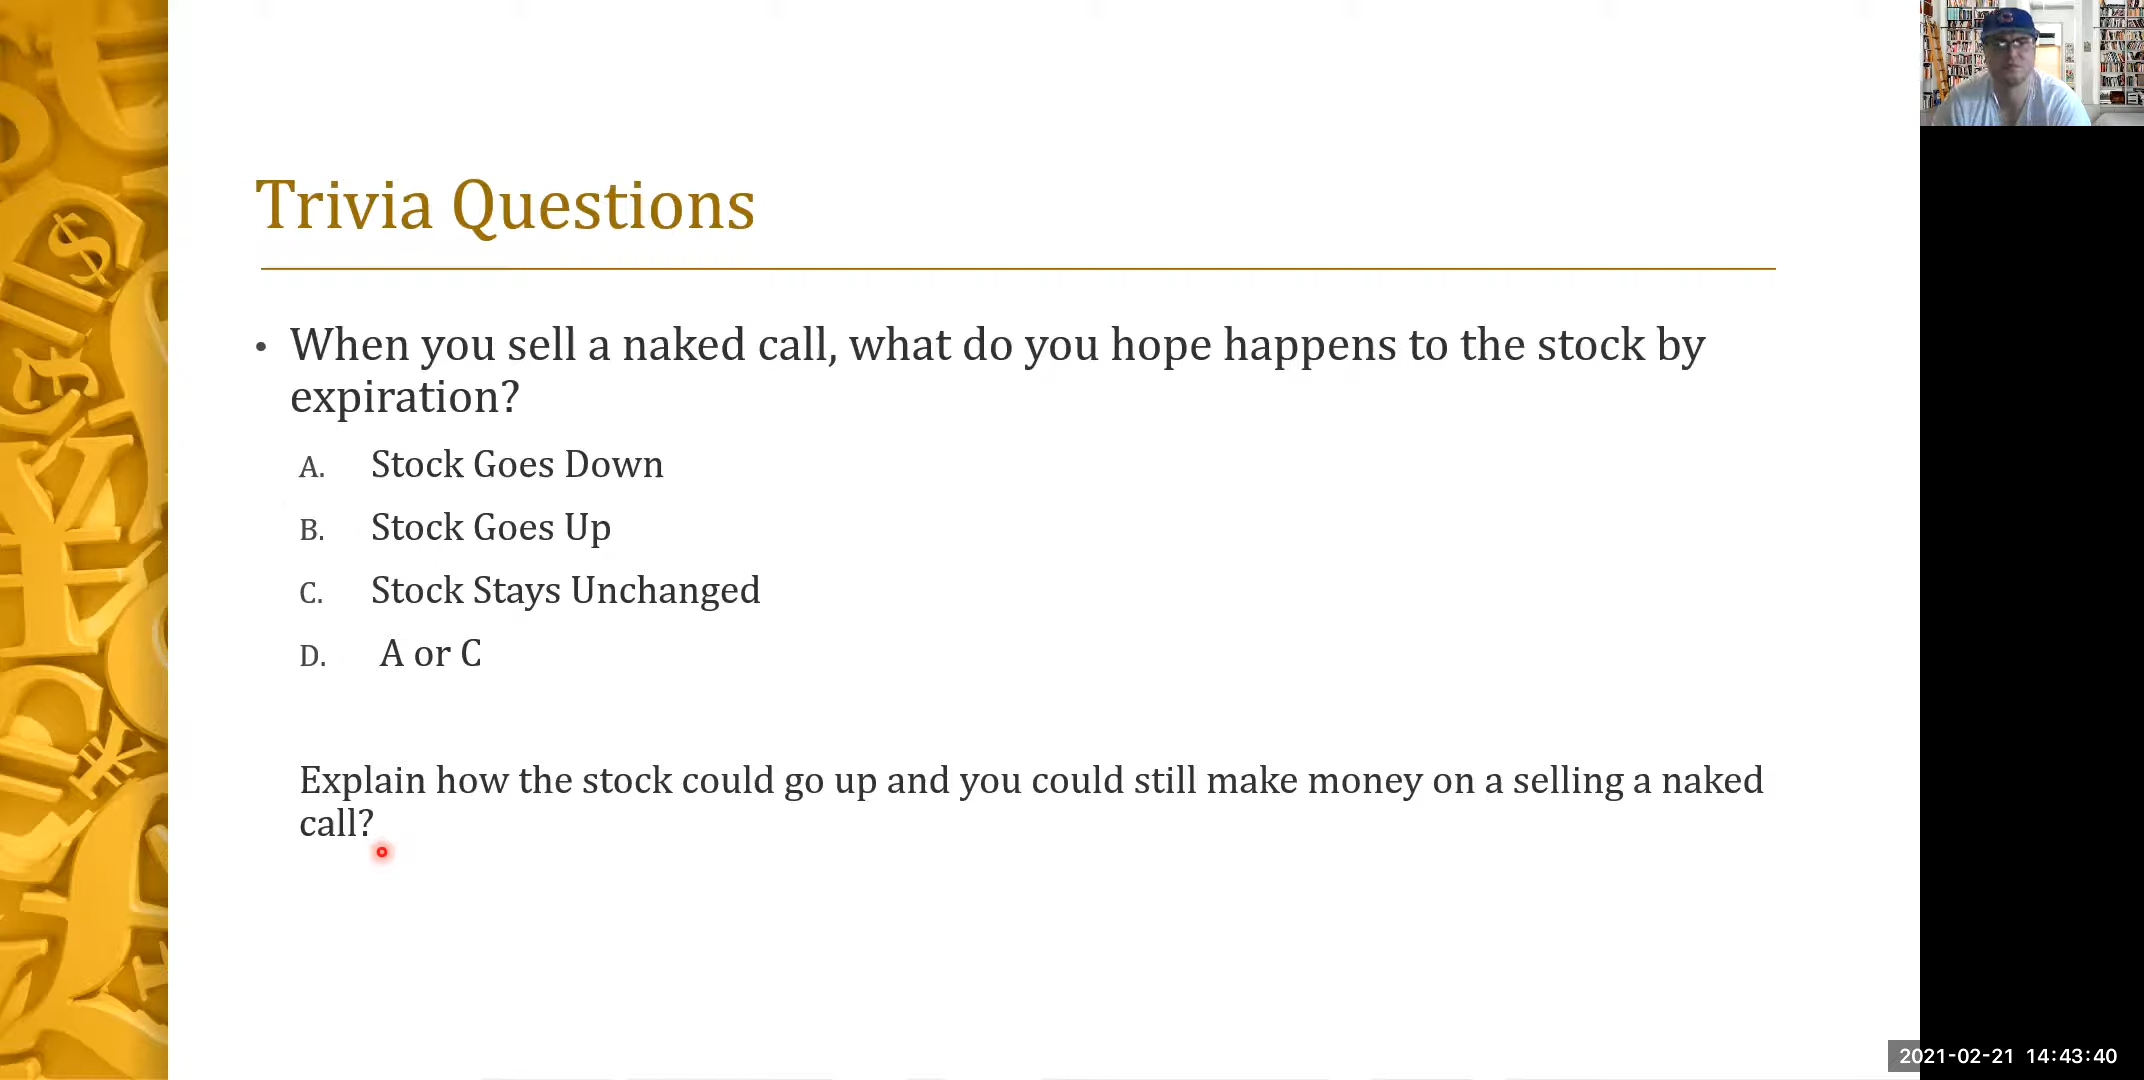 Trivia Questions
• When you sell a naked call, what do you hope happens to the stock by
expiration?
A. Stock Goes Down
B. Stock Goes Up
C. Stock Stays Unchanged
D. A or C
Explain how the stock could go up and you could still make money on a selling a naked
call?
2021-02-21 14:43:40